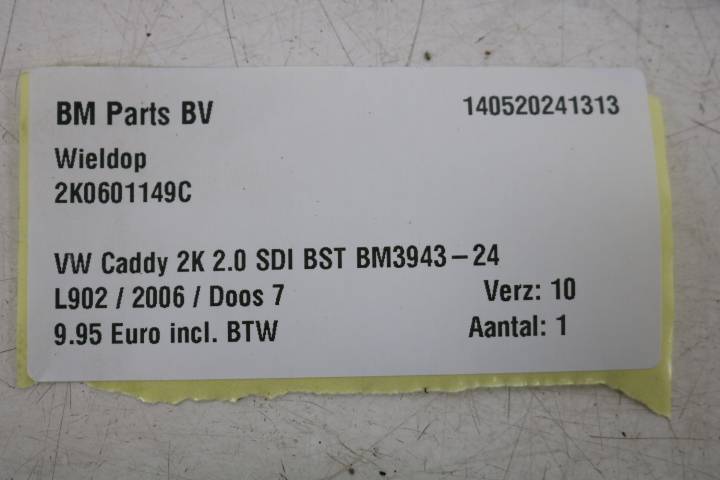 BM Parts BV 140520241313
Wieldop
2K0601149C
VW Caddy 2K 2.0 SDI BST BM3943-24
L902 / 2006 / Doos 7 Verz: 10
9.95 Euro incl. BTW Aantal: 1